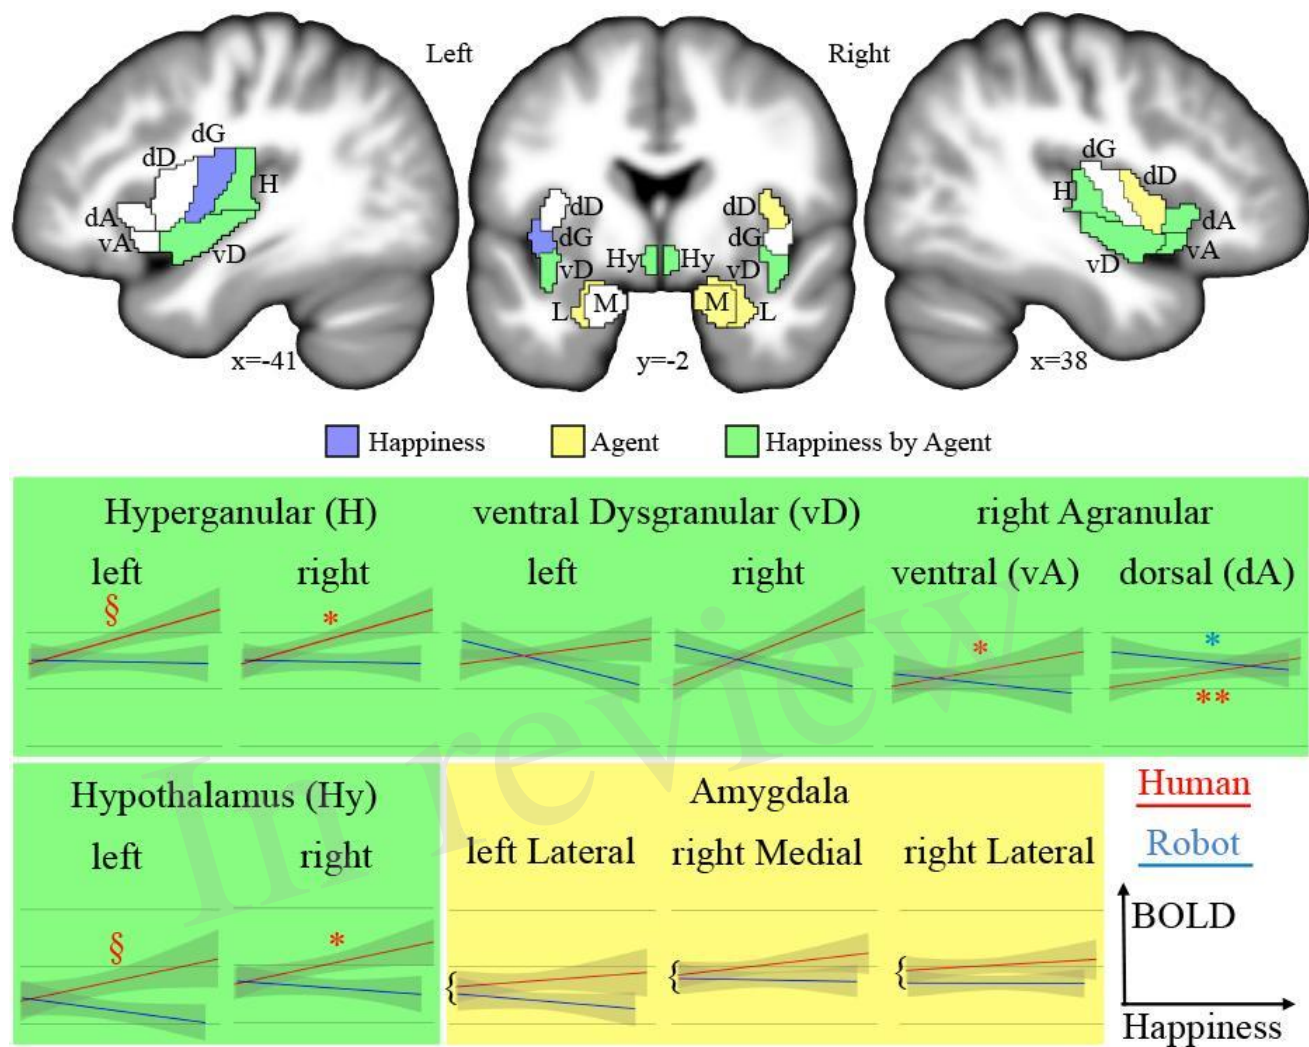 Left Right
dG
dD
H
dA
vA
vD
x=-41
dD
dG
vD
Hy Hy
L M
dD
dG
vD
M L
y=-2
dG
dD
H
dA
vA
vD
x=38
Happiness Agent Happiness by Agent
Hyperganular (H) ventral Dysgranular (vD) right Agranular
left right left right ventral (vA) dorsal (dA)
§ * * *
**
Hypothalamus (Hy) Amygdala Human
left right left Lateral right Medial right Lateral Robot
§ * BOLD
{ { {
Happiness
In review